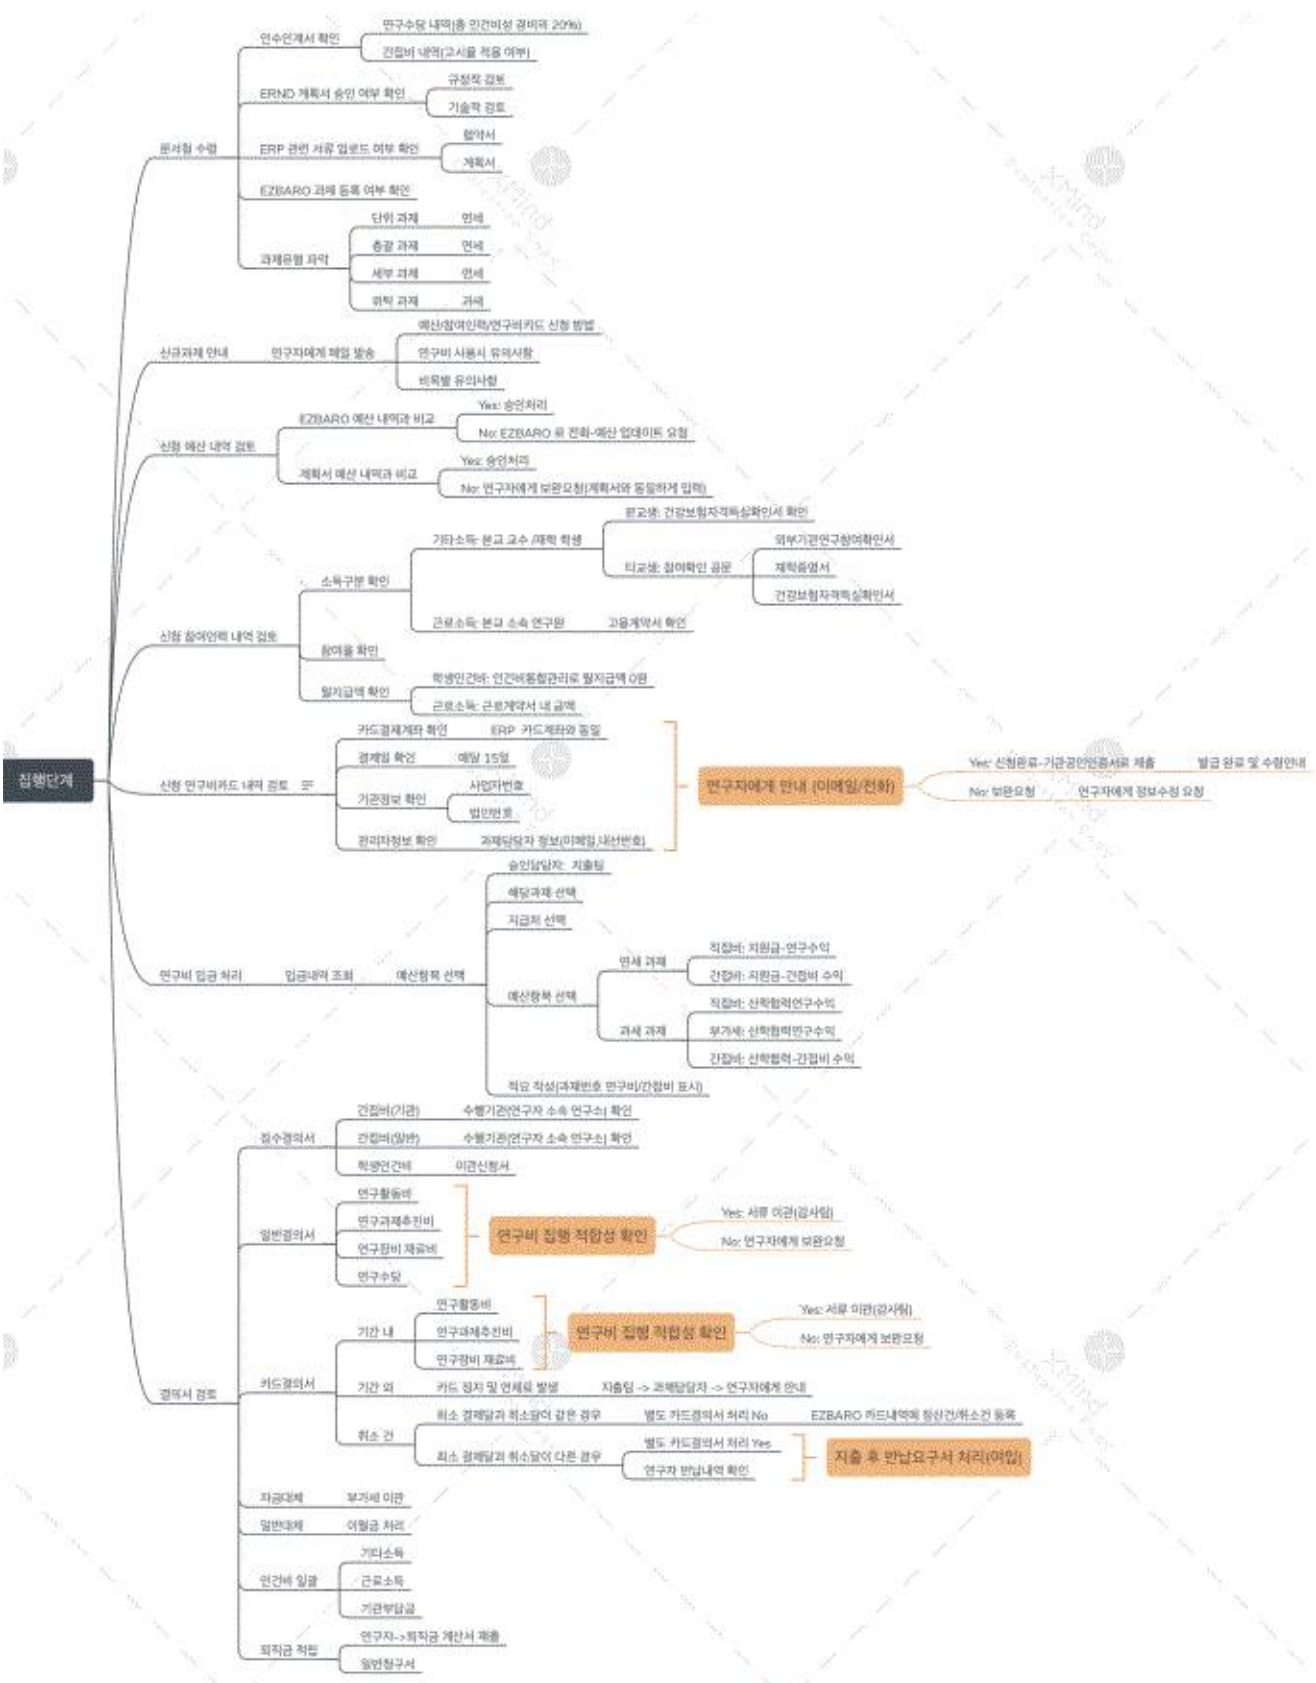 집행단계
문서철 수령
인수인계서 확인
연구수당 내역(총 인건비성 경비의 20%)
간접비 내역(고시율 적용 여부)
ERND 계획서 승인 여부 확인
규정적 검토
기술적 검토
ERP 관련 서류 업로드 여부 확인
협약서
계획서
EZBARO 과제 등록 여부 확인
과제유형 파악
단위 과제 면세
총괄 과제 면세
세부 과제 면세
위탁 과제 과세
신규과제 안내 연구자에게 메일 발송
예산/참여인력/연구비카드 신청 방법
연구비 사용시 유의사항
비목별 유의사항
신청 예산 내역 검토
EZBARO 예산 내역과 비교
Yes: 승인처리
No: EZBARO 로 전화-예산 업데이트 요청
계획서 예산 내역과 비교
Yes: 승인처리
No: 연구자에게 보완요청(계획서와 동일하게 입력)
신청 참여인력 내역 검토
소득구분 확인
기타소득: 본교 교수 /재학 학생
본교생: 건강보험자격득실확인서 확인
타교생: 참여확인 공문
외부기관연구참여확인서
재학증명서
건강보험자격득실확인서
근로소득: 본교 소속 연구원 고용계약서 확인
참여율 확인
월지급액 확인
학생인건비: 인건비통합관리로 월지급액 0원
근로소득: 근로계약서 내 금액
신청 연구비카드 내역 검토
카드결제계좌 확인 ERP 카드계좌와 동일
결제일 확인 매달 15일
기관정보 확인
사업자번호
법인번호
관리자정보 확인 과제담당자 정보(이메일,내선번호)
연구자에게 안내 (이메일/전화)
Yes: 신청완료-기관공인인증서로 제출 발급 완료 및 수령안내
No: 보완요청 연구자에게 정보수정 요청
연구비 입금 처리 입금내역 조회 예산항목 선택
승인담당자: 지출팀
해당과제 선택
지급처 선택
예산항목 선택
면세 과제
직접비: 지원금-연구수익
간접비: 지원금-간접비 수익
과세 과제
직접비: 산학협력연구수익
부가세: 산학협력연구수익
간접비: 산학협력-간접비 수익
적요 작성(과제번호 연구비/간접비 표시)
결의서 검토
징수결의서
간접비(기관) 수행기관(연구자 소속 연구소) 확인
간접비(일반) 수행기관(연구자 소속 연구소) 확인
학생인건비 이관신청서
일반결의서
연구활동비
연구과제추진비
연구장비 재료비
연구수당
연구비 집행 적합성 확인
Yes: 서류 이관(감사팀)
No: 연구자에게 보완요청
카드결의서
기간 내
연구활동비
연구과제추진비
연구장비 재료비
연구비 집행 적합성 확인
Yes: 서류 이관(감사팀)
No: 연구자에게 보완요청
기간 외 카드 정지 및 연체료 발생 지출팀 -> 과제담당자 -> 연구자에게 안내
취소 건
최소 결제달과 취소달이 같은 경우 별도 카드결의서 처리 No EZBARO 카드내역에 정산건/취소건 등록
최소 결제달과 취소달이 다른 경우
별도 카드결의서 처리 Yes
연구자 반납내역 확인
지출 후 반납요구서 처리(여입)
자금대체 부가세 이관
일반대체 이월금 처리
인건비 일괄
기타소득
근로소득
기관부담금
퇴직금 적립
연구자->퇴직금 계산서 제출
일반청구서